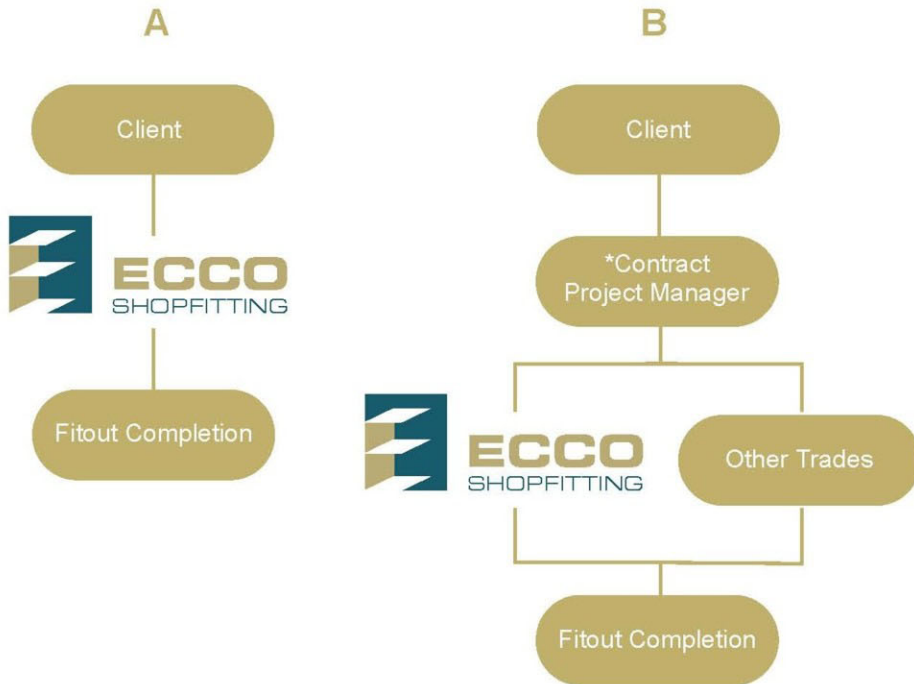 A
Client
ECCO
SHOPFITTING
Fitout Completion
B
Client
*Contract
Project Manager
ECCO
SHOPFITTING
Other Trades
Fitout Completion